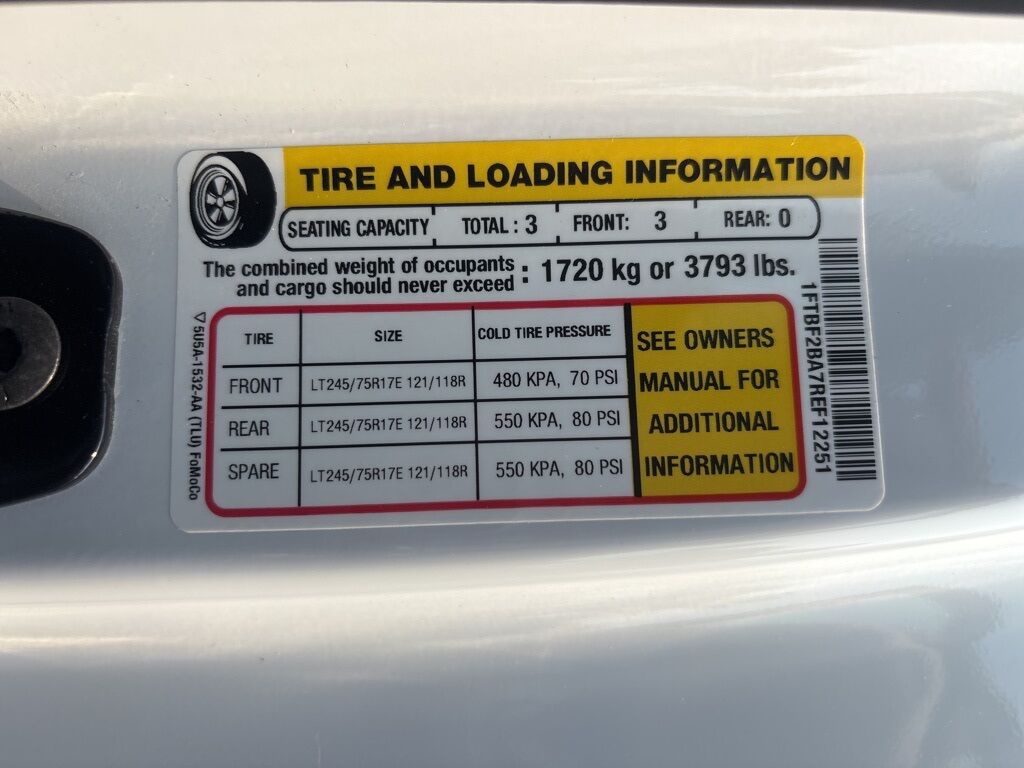 TIRE AND LOADING INFORMATION
SEATING CAPACITY TOTAL : 3 FRONT: 3 REAR: 0
The combined weight of occupants
and cargo should never exceed : 1720 kg or 3793 lbs.
TIRE SIZE COLD TIRE PRESSURE
FRONT LT245/75R17E 121/118R 480 KPA, 70 PSI
REAR LT245/75R17E 121/118R 550 KPA, 80 PSI
SPARE LT245/75R17E 121/118R 550 KPA, 80 PSI
SEE OWNERS
MANUAL FOR
ADDITIONAL
INFORMATION
1FTBF2BA7REF12251
▽5U5A-1532-AA (TLU) FoMoCo